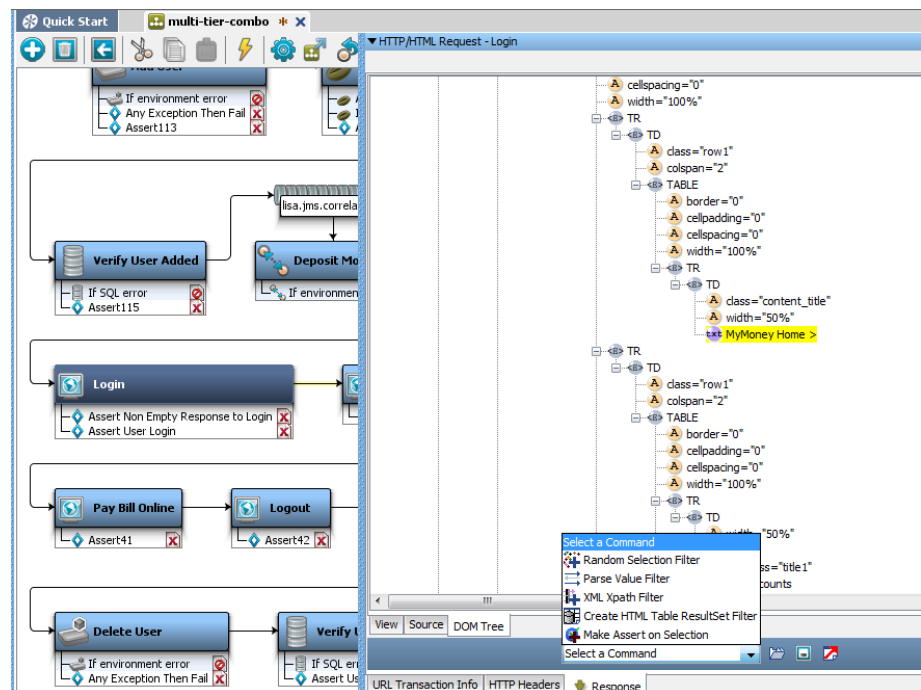 Quick Start
multi-tier-combo
HTTP/HTML Request - Login
If environment error
Any Exception Then Fail
Assert113
lisa.jms.correla
Verify User Added
If SQL error
Assert115
Deposit Mo
If environmen
Login
Assert Non Empty Response to Login
Assert User Login
Pay Bill Online
Assert41
Logout
Assert42
Delete User
If environment error
Any Exception Then Fail
Verify U
If SQL er
Assert Us
A cellspacing="0"
A width="100%"
<E> TR
<E> TD
A class="row1"
A colspan="2"
<E> TABLE
A border="0"
A cellpadding="0"
A cellspacing="0"
A width="100%"
<E> TR
<E> TD
A class="content_title"
A width="50%"
txt MyMoney Home >
<E> TR
<E> TD
A class="row1"
A colspan="2"
<E> TABLE
A border="0"
A cellpadding="0"
A cellspacing="0"
A width="100%"
<E> TR
<E> TD
="50%"
ss="title1"
counts
Select a Command
Random Selection Filter
Parse Value Filter
XML Xpath Filter
Create HTML Table ResultSet Filter
Make Assert on Selection
View Source DOM Tree
Select a Command
URL Transaction Info HTTP Headers Response